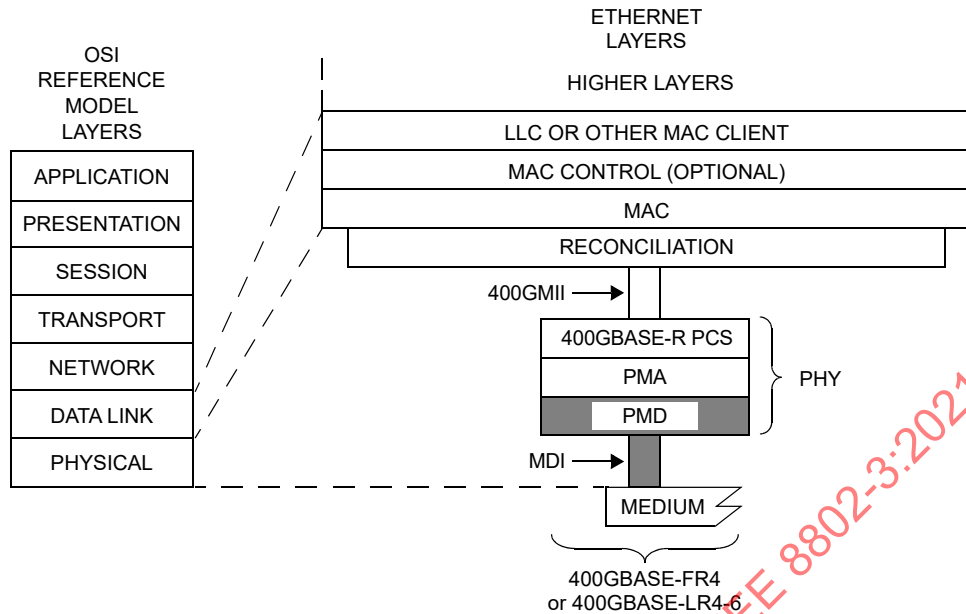 OSI
REFERENCE
MODEL
LAYERS
APPLICATION
PRESENTATION
SESSION
TRANSPORT
NETWORK
DATA LINK
PHYSICAL
ETHERNET
LAYERS
HIGHER LAYERS
LLC OR OTHER MAC CLIENT
MAC CONTROL (OPTIONAL)
MAC
RECONCILIATION
400GMII
400GBASE-R PCS
PMA
PMD
PHY
MDI
MEDIUM
400GBASE-FR4
or 400GBASE-LR4-6
8802-3:2021